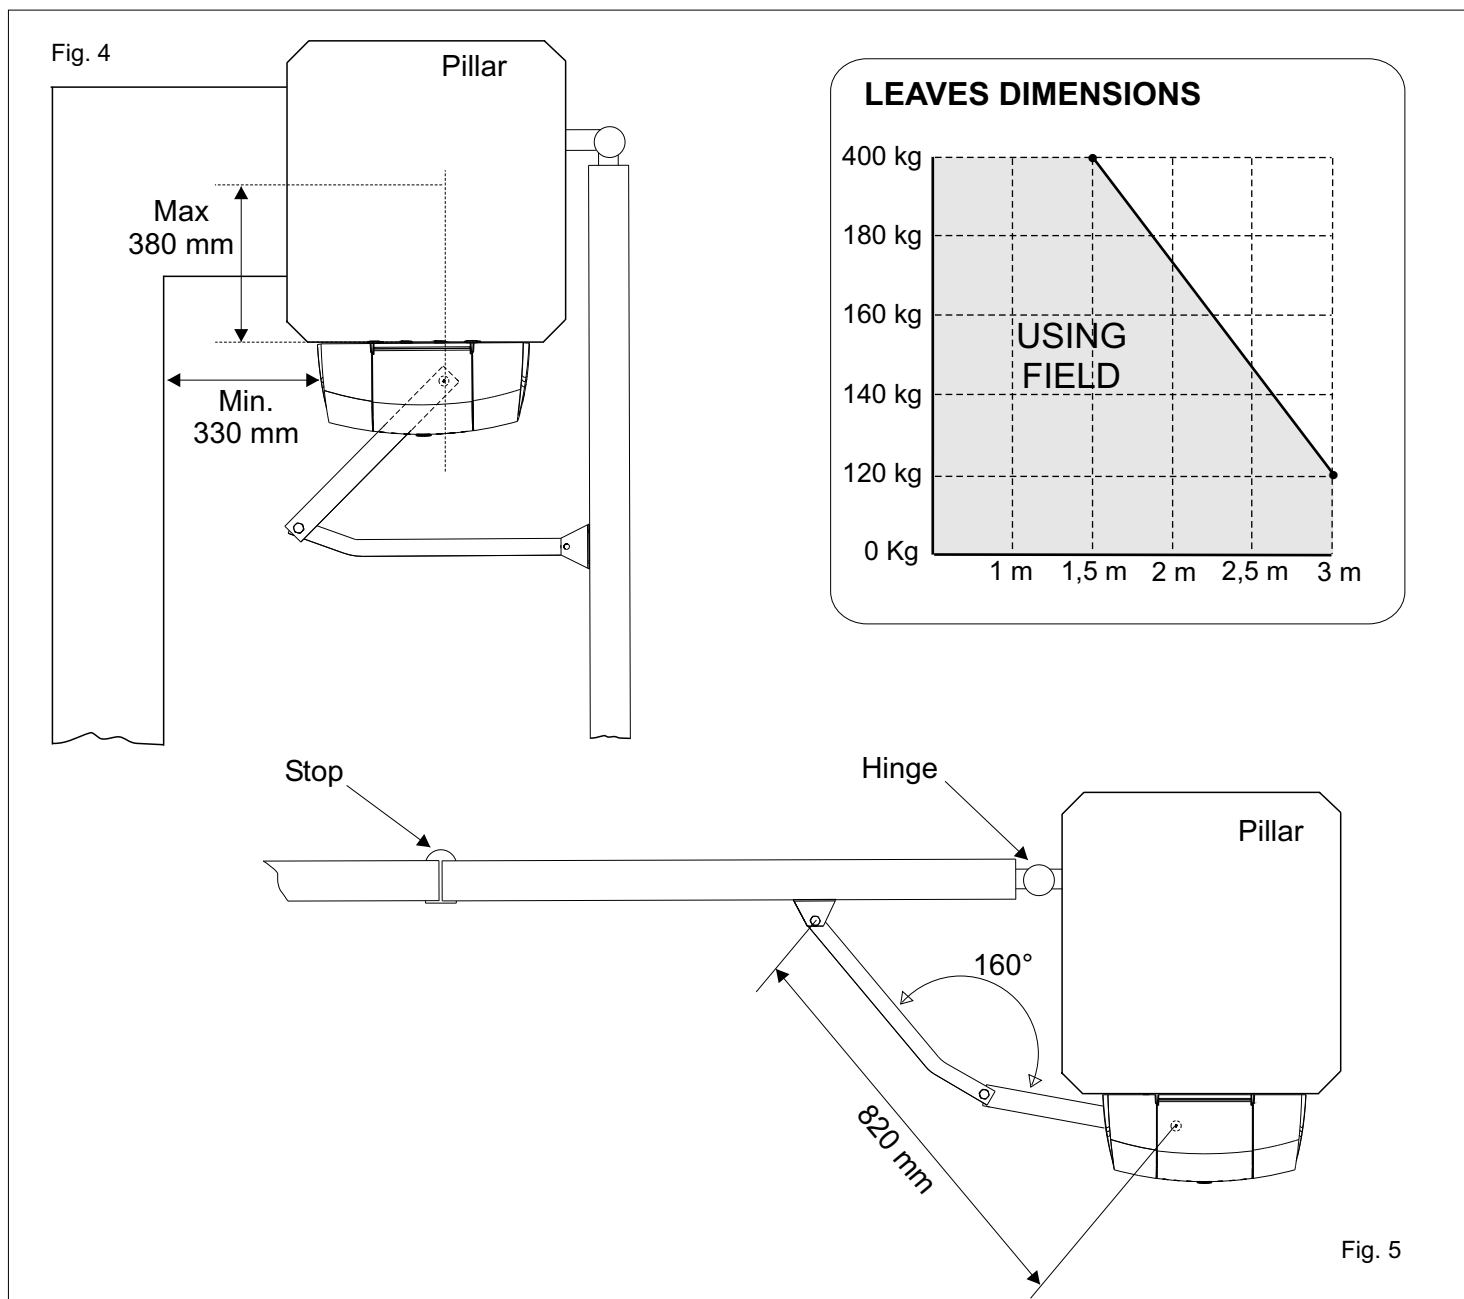 Fig. 4
Pillar
Max
380 mm
Min.
330 mm
LEAVES DIMENSIONS
400 kg
180 kg
160 kg
140 kg
120 kg
0 Kg
USING
FIELD
1 m
1,5 m
2 m
2,5 m
3 m
Stop
Hinge
Pillar
160°
820 mm
Fig. 5